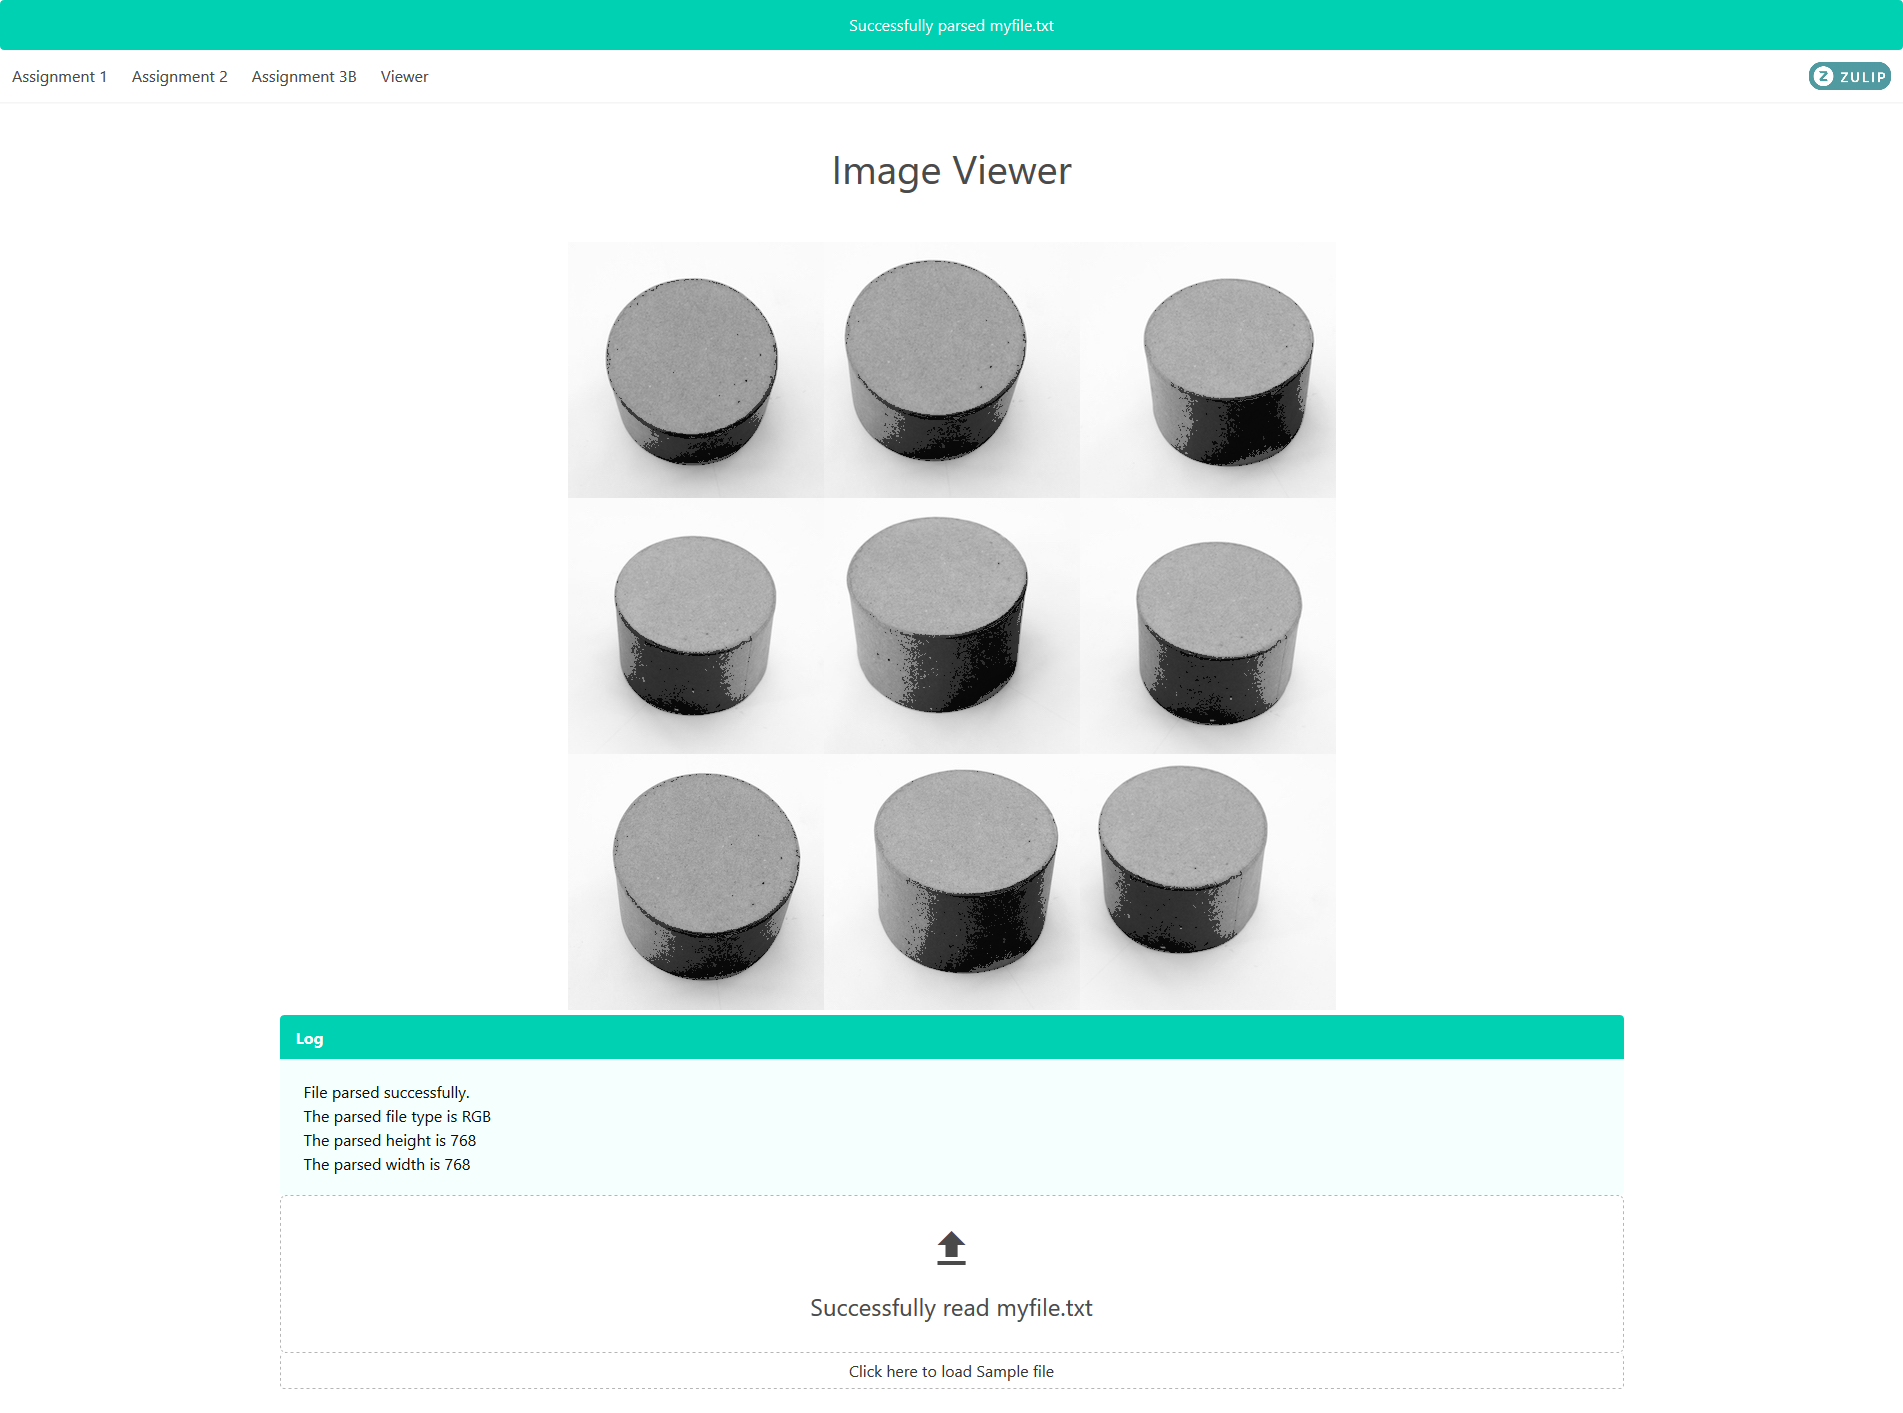 Successfully parsed myfile.txt
Assignment 1 Assignment 2 Assignment 3B Viewer
Z ZULIP
Image Viewer
Log
File parsed successfully.
The parsed file type is RGB
The parsed height is 768
The parsed width is 768
Successfully read myfile.txt
Click here to load Sample file